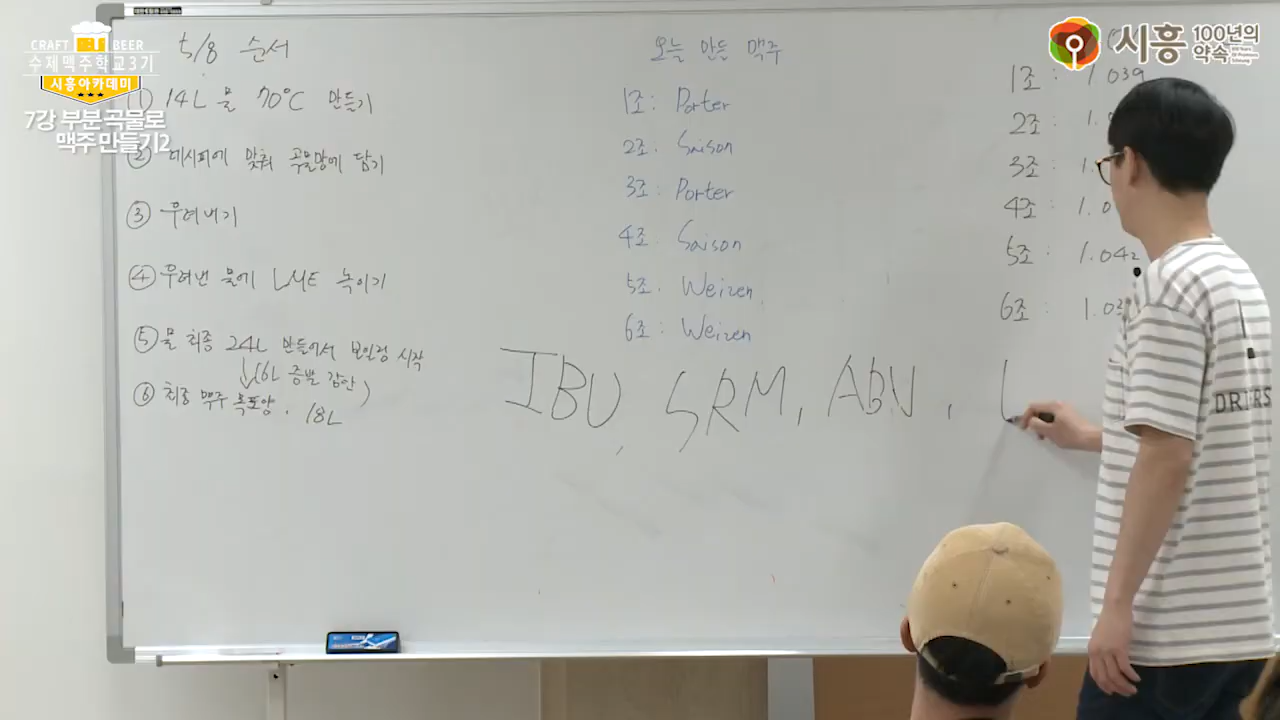 CRAFT BEER
수제맥주학교3기
시흥아카데미
7강 부분곡물로
맥주만들기2
시흥 100년의 약속
5/8 순서
① 14L 물 70℃ 만들기
② 레시피에 맞춰 곡물망에 담기
③ 우려내기
④ 우려낸 물에 LME 녹이기
⑤ 물 최종 24L 만들어서 보일링 시작
(6L 증발 감안)
⑥ 최종 맥주 목표양. 18L
오늘 만든 맥주
1조: Porter
2조. Saison
3조: Porter
4조: Saison
5조. Weizen
6조: Weizen
1조: 1.039
2조: 1.
3조: 1.
4조: 1.0
5조: 1.042
6조: 1.03
IBU, SRM, ABV, L